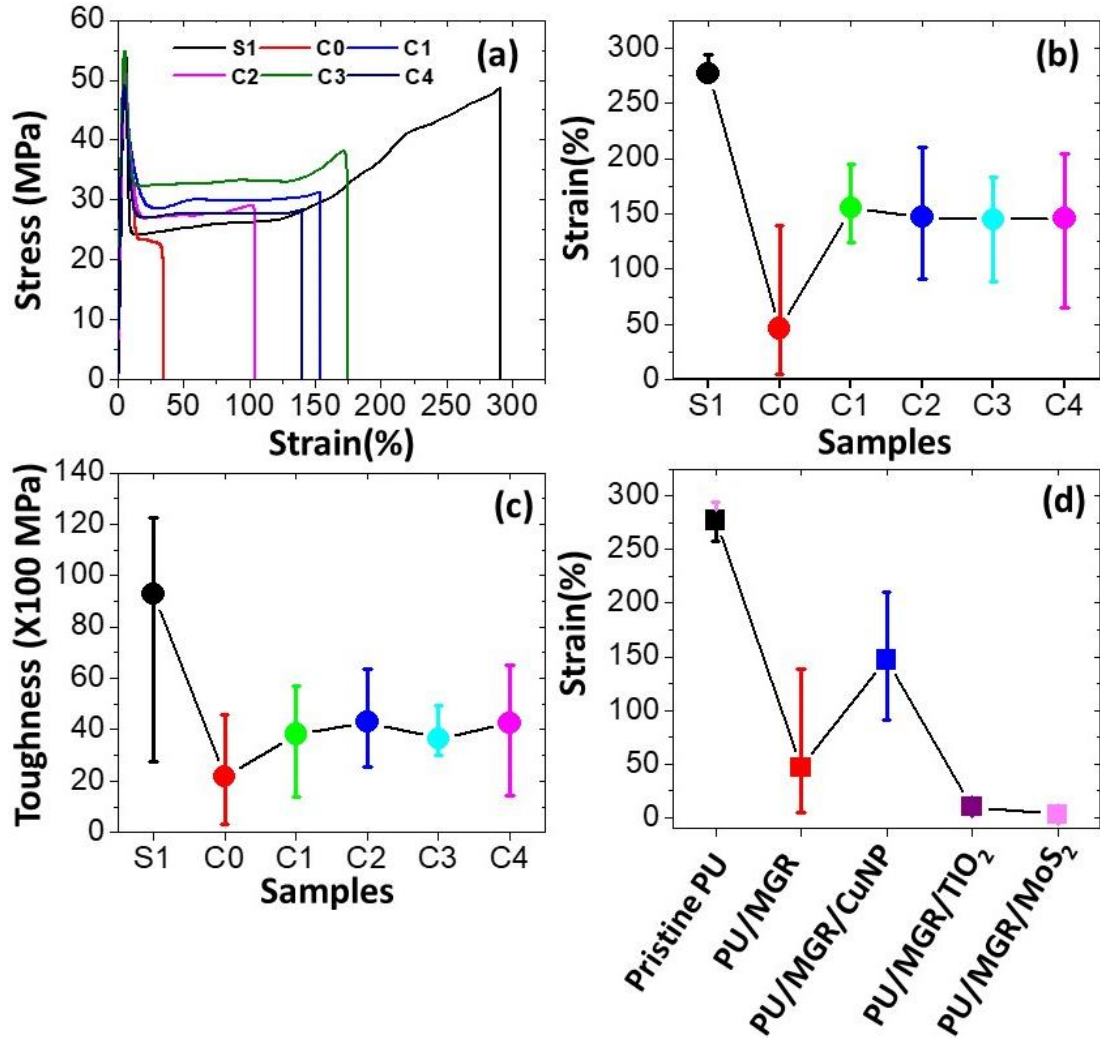 (a)
S1 C0 C1
C2 C3 C4
Stress (MPa)
60
50
40
30
20
10
0
0 50 100 150 200 250 300
Strain(%)
(b)
Strain(%)
300
250
200
150
100
50
0
S1 C0 C1 C2 C3 C4
Samples
(c)
Toughness (X100 MPa)
140
120
100
80
60
40
20
0
S1 C0 C1 C2 C3 C4
Samples
(d)
Strain(%)
300
250
200
150
100
50
0
Pristine PU
PU/MGR
PU/MGR/CuNP
PU/MGR/TIO₂
PU/MGR/MoS₂